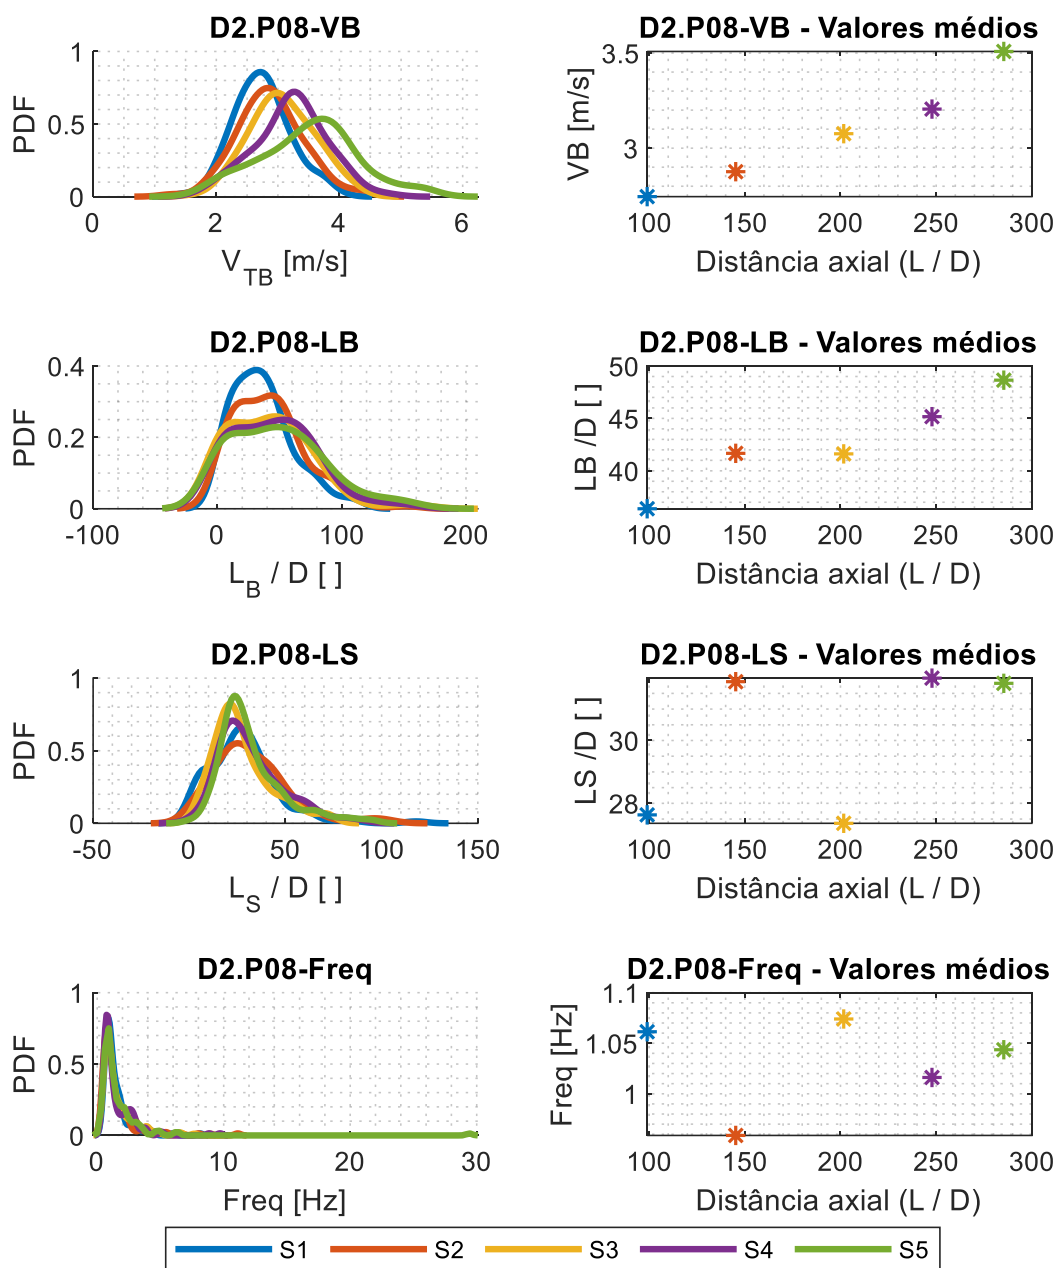 D2.P08-VB
1
0.5
0
PDF
0 2 4 6
V_TB [m/s]
D2.P08-VB - Valores médios
3.5
3
VB [m/s]
100 150 200 250 300
Distância axial (L / D)
D2.P08-LB
0.4
0.2
0
PDF
-100 0 100 200
L_B / D [ ]
D2.P08-LB - Valores médios
50
45
40
LB /D [ ]
100 150 200 250 300
Distância axial (L / D)
D2.P08-LS
1
0.5
0
PDF
-50 0 50 100 150
L_S / D [ ]
D2.P08-LS - Valores médios
30
28
LS /D [ ]
100 150 200 250 300
Distância axial (L / D)
D2.P08-Freq
1
0.5
0
PDF
0 10 20 30
Freq [Hz]
D2.P08-Freq - Valores médios
1.1
1.05
1
Freq [Hz]
100 150 200 250 300
Distância axial (L / D)
S1 S2 S3 S4 S5